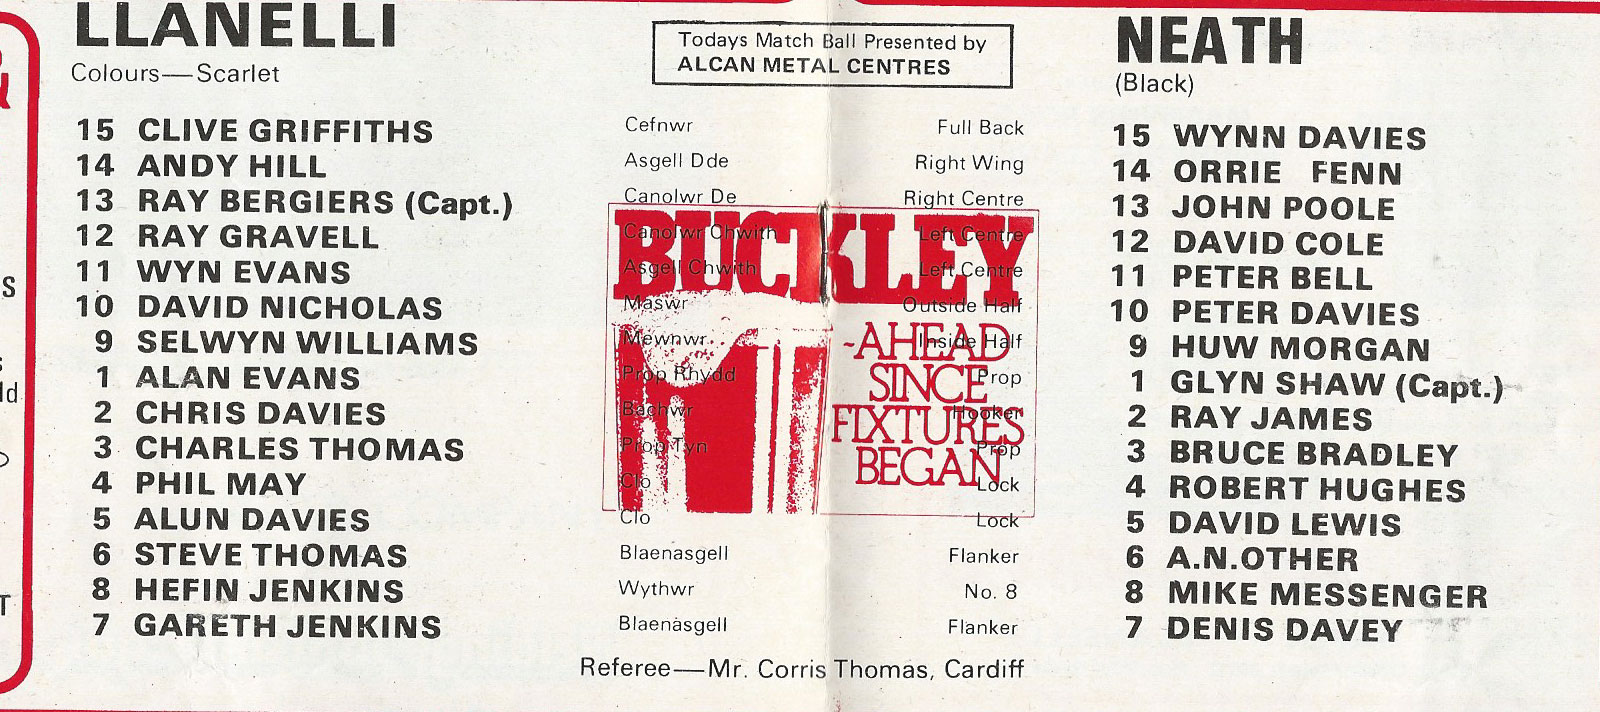 LLANELLI
Colours—Scarlet
15 CLIVE GRIFFITHS
14 ANDY HILL
13 RAY BERGIERS (Capt.)
12 RAY GRAVELL
11 WYN EVANS
10 DAVID NICHOLAS
9 SELWYN WILLIAMS
1 ALAN EVANS
2 CHRIS DAVIES
3 CHARLES THOMAS
4 PHIL MAY
5 ALUN DAVIES
6 STEVE THOMAS
8 HEFIN JENKINS
7 GARETH JENKINS
Todays Match Ball Presented by
ALCAN METAL CENTRES
Cefnwr Full Back
Asgell Dde Right Wing
Canolwr De Right Centre
Canolwr Chwith Left Centre
Asgell Chwith Left Centre
Maswr Outside Half
Mewnwr Inside Half
Prop Rhydd Prop
Bachwr Hooker
Prop Tyn Prop
Clo Lock
Clo Lock
Blaenasgell Flanker
Wythwr No. 8
Blaenasgell Flanker
BUCKLEY
-AHEAD
SINCE
FIXTURES
BEGAN
Referee—Mr. Corris Thomas, Cardiff
NEATH
(Black)
15 WYNN DAVIES
14 ORRIE FENN
13 JOHN POOLE
12 DAVID COLE
11 PETER BELL
10 PETER DAVIES
9 HUW MORGAN
1 GLYN SHAW (Capt.)
2 RAY JAMES
3 BRUCE BRADLEY
4 ROBERT HUGHES
5 DAVID LEWIS
6 A.N.OTHER
8 MIKE MESSENGER
7 DENIS DAVEY